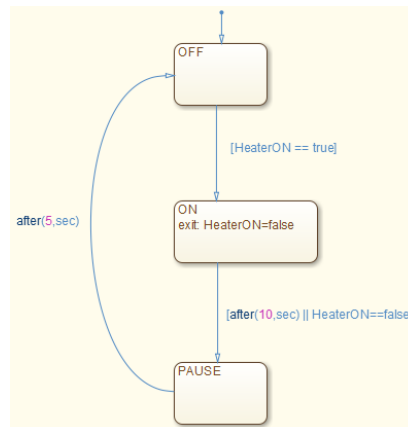 OFF
[HeaterON == true]
ON
exit: HeaterON=false
after(5,sec)
[after(10,sec) || HeaterON==false
PAUSE